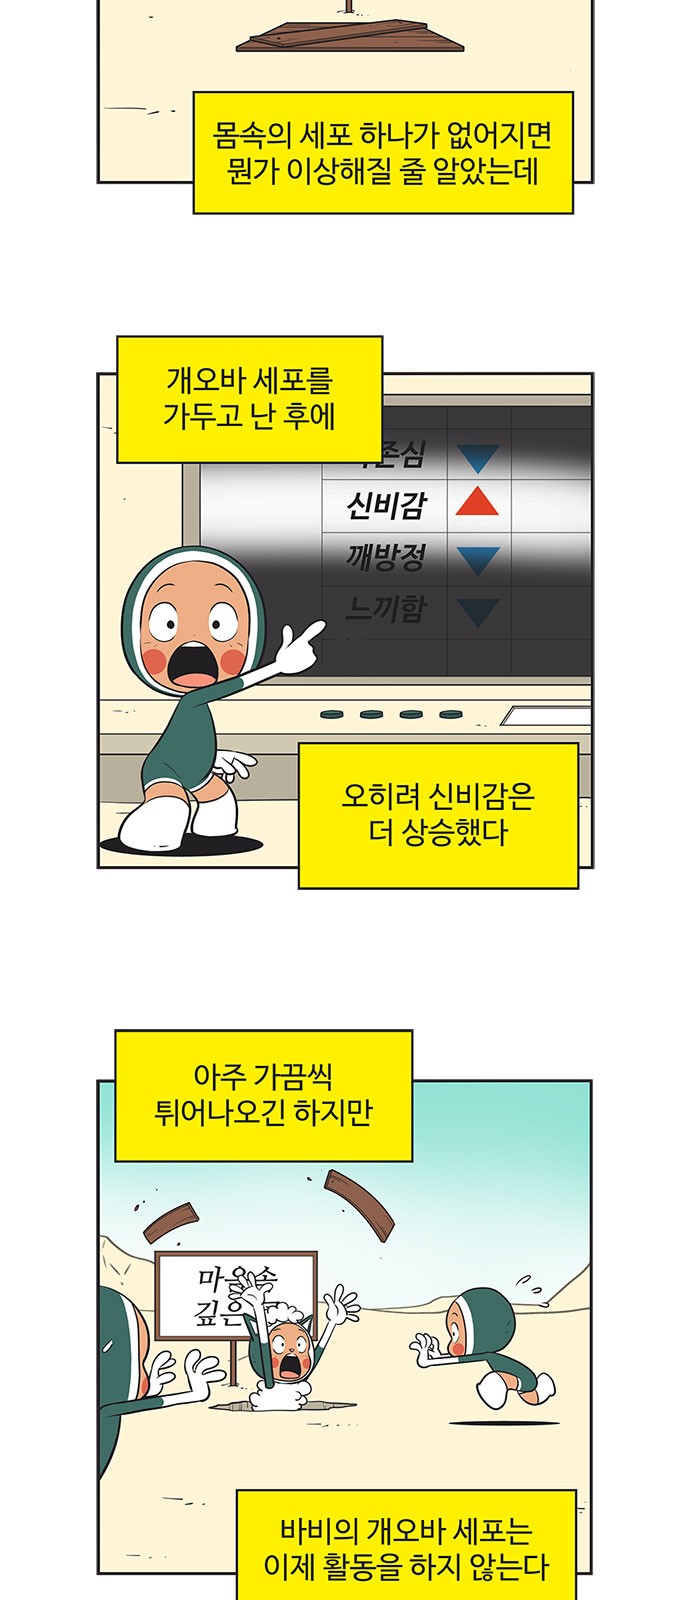 몸속의 세포 하나가 없어지면
뭔가 이상해질 줄 알았는데
개오바 세포를
가두고 난 후에
존심
신비감
깨방정
느끼함
오히려 신비감은
더 상승했다
아주 가끔씩
튀어나오긴 하지만
마음속
깊은
바비의 개오바 세포는
이제 활동을 하지 않는다